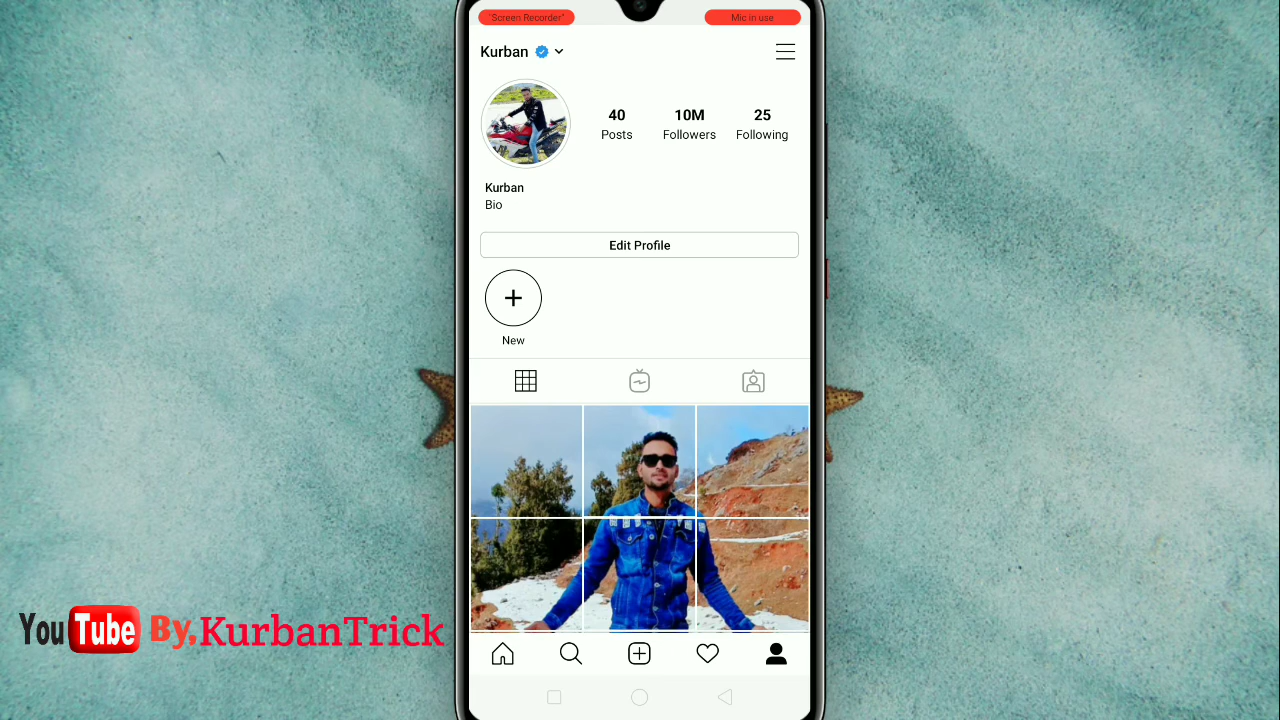 "Screen Recorder" Mic in use
Kurban
40 10M 25
Posts Followers Following
Kurban
Bio
Edit Profile
New
YouTube By, KurbanTrick